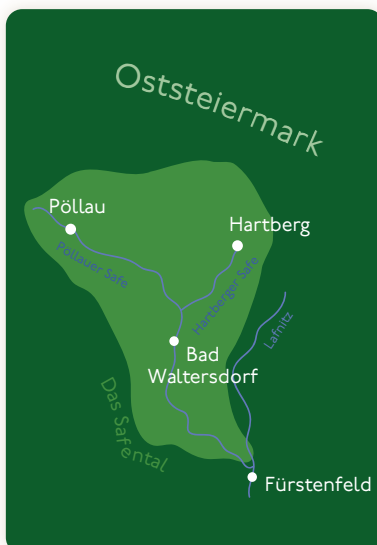 Oststeiermark
Pöllau
Hartberg
Pöllauer Safe
Hartberger Safe
Lafnitz
Bad
Waltersdorf
Das Safental
Fürstenfeld